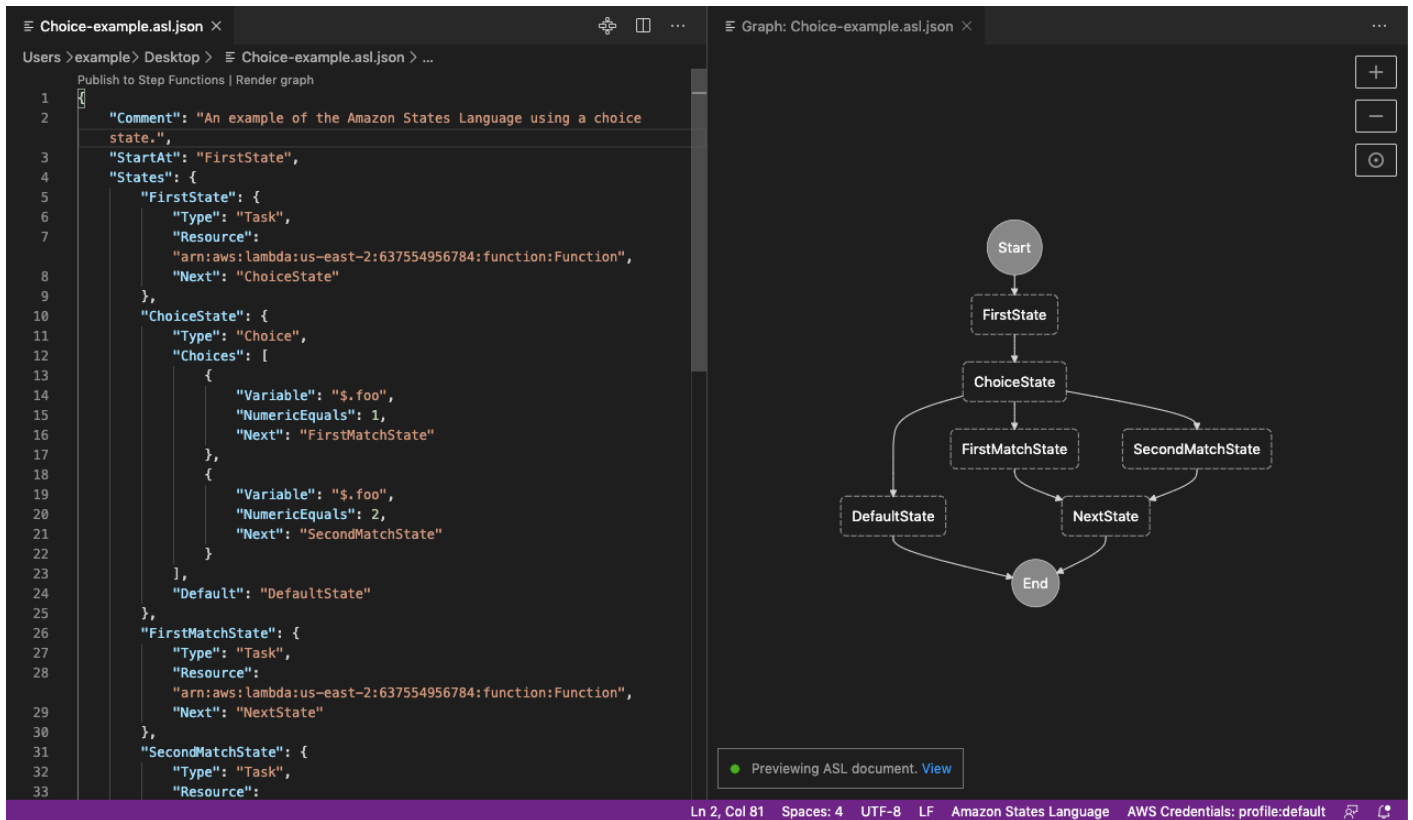 Choice-example.asl.json
Users > example > Desktop > Choice-example.asl.json > ...
Publish to Step Functions | Render graph
1 {
2 "Comment": "An example of the Amazon States Language using a choice
state.",
3 "StartAt": "FirstState",
4 "States": {
5 "FirstState": {
6 "Type": "Task",
7 "Resource":
"arn:aws:lambda:us-east-2:637554956784:function:Function",
8 "Next": "ChoiceState"
9 },
10 "ChoiceState": {
11 "Type": "Choice",
12 "Choices": [
13 {
14 "Variable": "$.foo",
15 "NumericEquals": 1,
16 "Next": "FirstMatchState"
17 },
18 {
19 "Variable": "$.foo",
20 "NumericEquals": 2,
21 "Next": "SecondMatchState"
22 }
23 ],
24 "Default": "DefaultState"
25 },
26 "FirstMatchState": {
27 "Type": "Task",
28 "Resource":
"arn:aws:lambda:us-east-2:637554956784:function:Function",
29 "Next": "NextState"
30 },
31 "SecondMatchState": {
32 "Type": "Task",
33 "Resource":
Graph: Choice-example.asl.json
Start
FirstState
ChoiceState
FirstMatchState SecondMatchState
DefaultState NextState
End
Previewing ASL document. View
Ln 2, Col 81 Spaces: 4 UTF-8 LF Amazon States Language AWS Credentials: profile:default